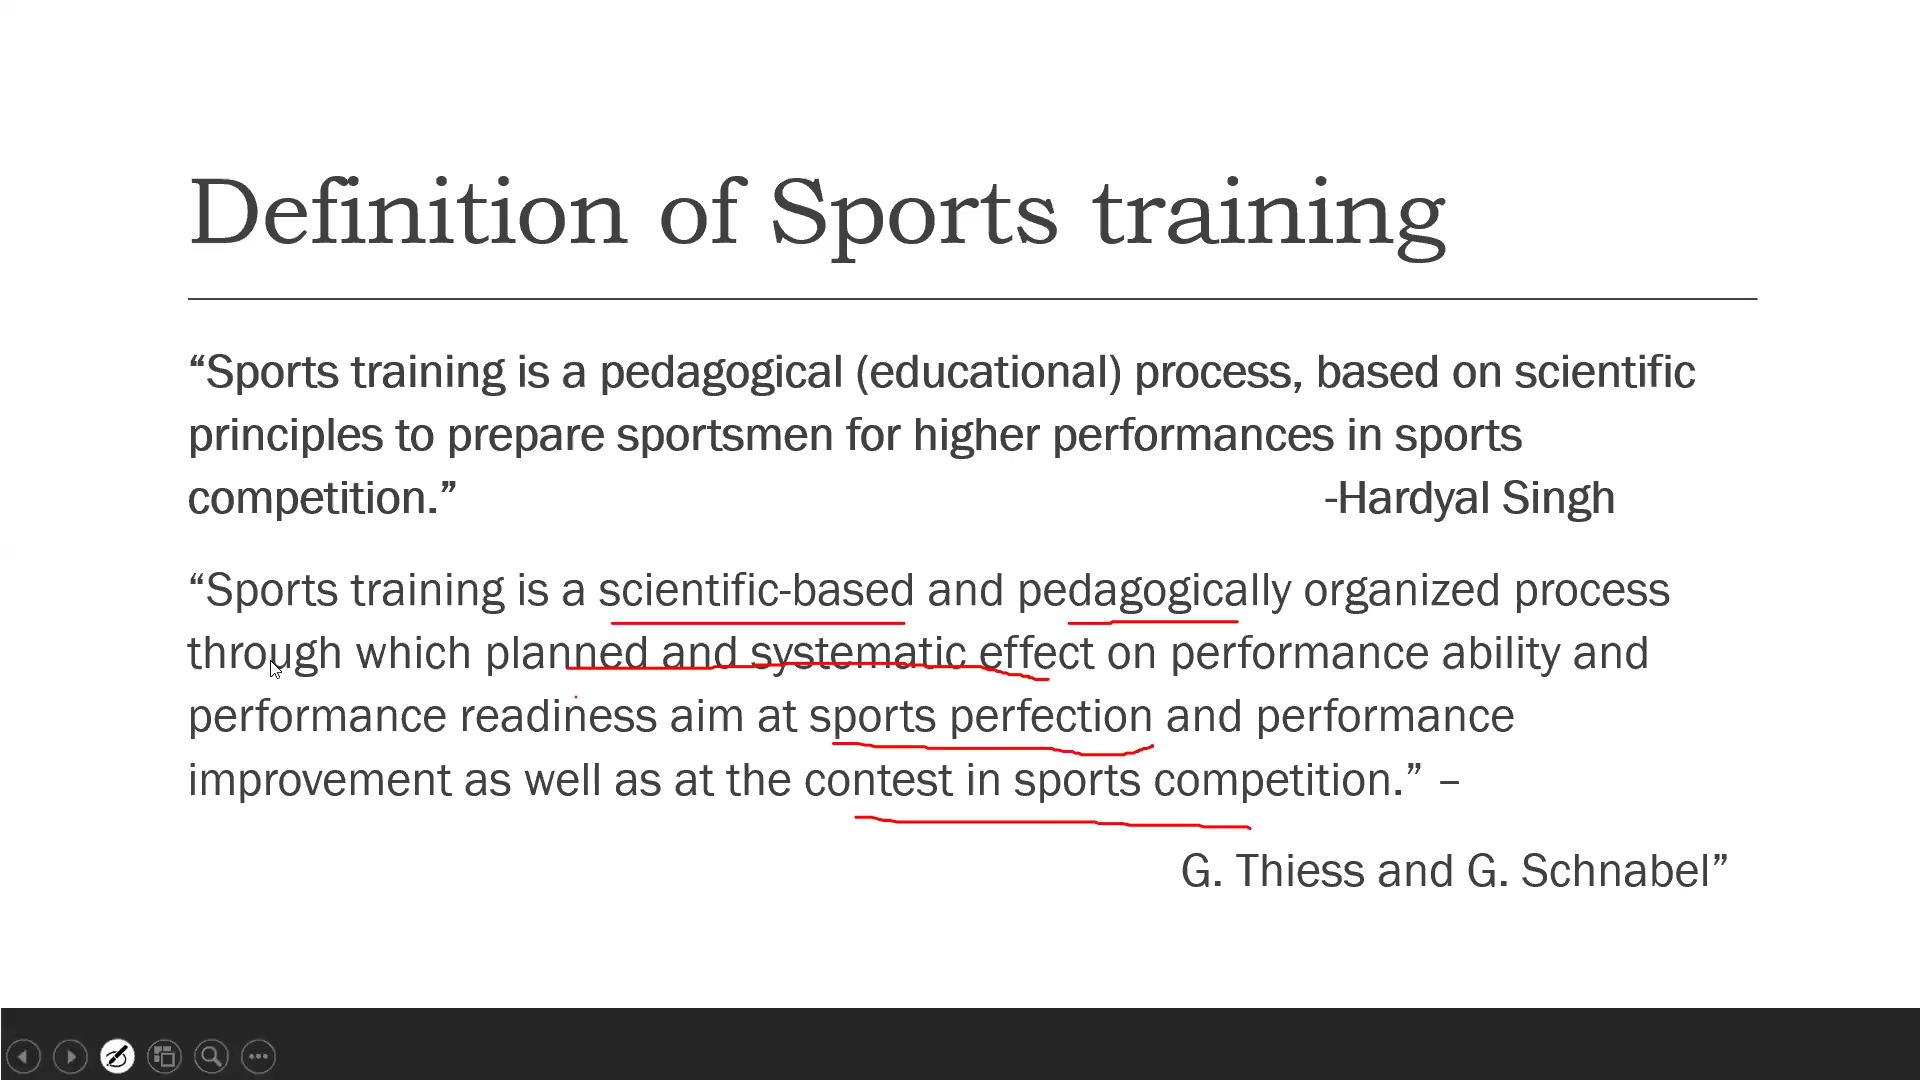 Definition of Sports training
“Sports training is a pedagogical (educational) process, based on scientific
principles to prepare sportsmen for higher performances in sports
competition.” -Hardyal Singh
“Sports training is a scientific-based and pedagogically organized process
through which planned and systematic effect on performance ability and
performance readiness aim at sports perfection and performance
improvement as well as at the contest in sports competition.” –
G. Thiess and G. Schnabel”